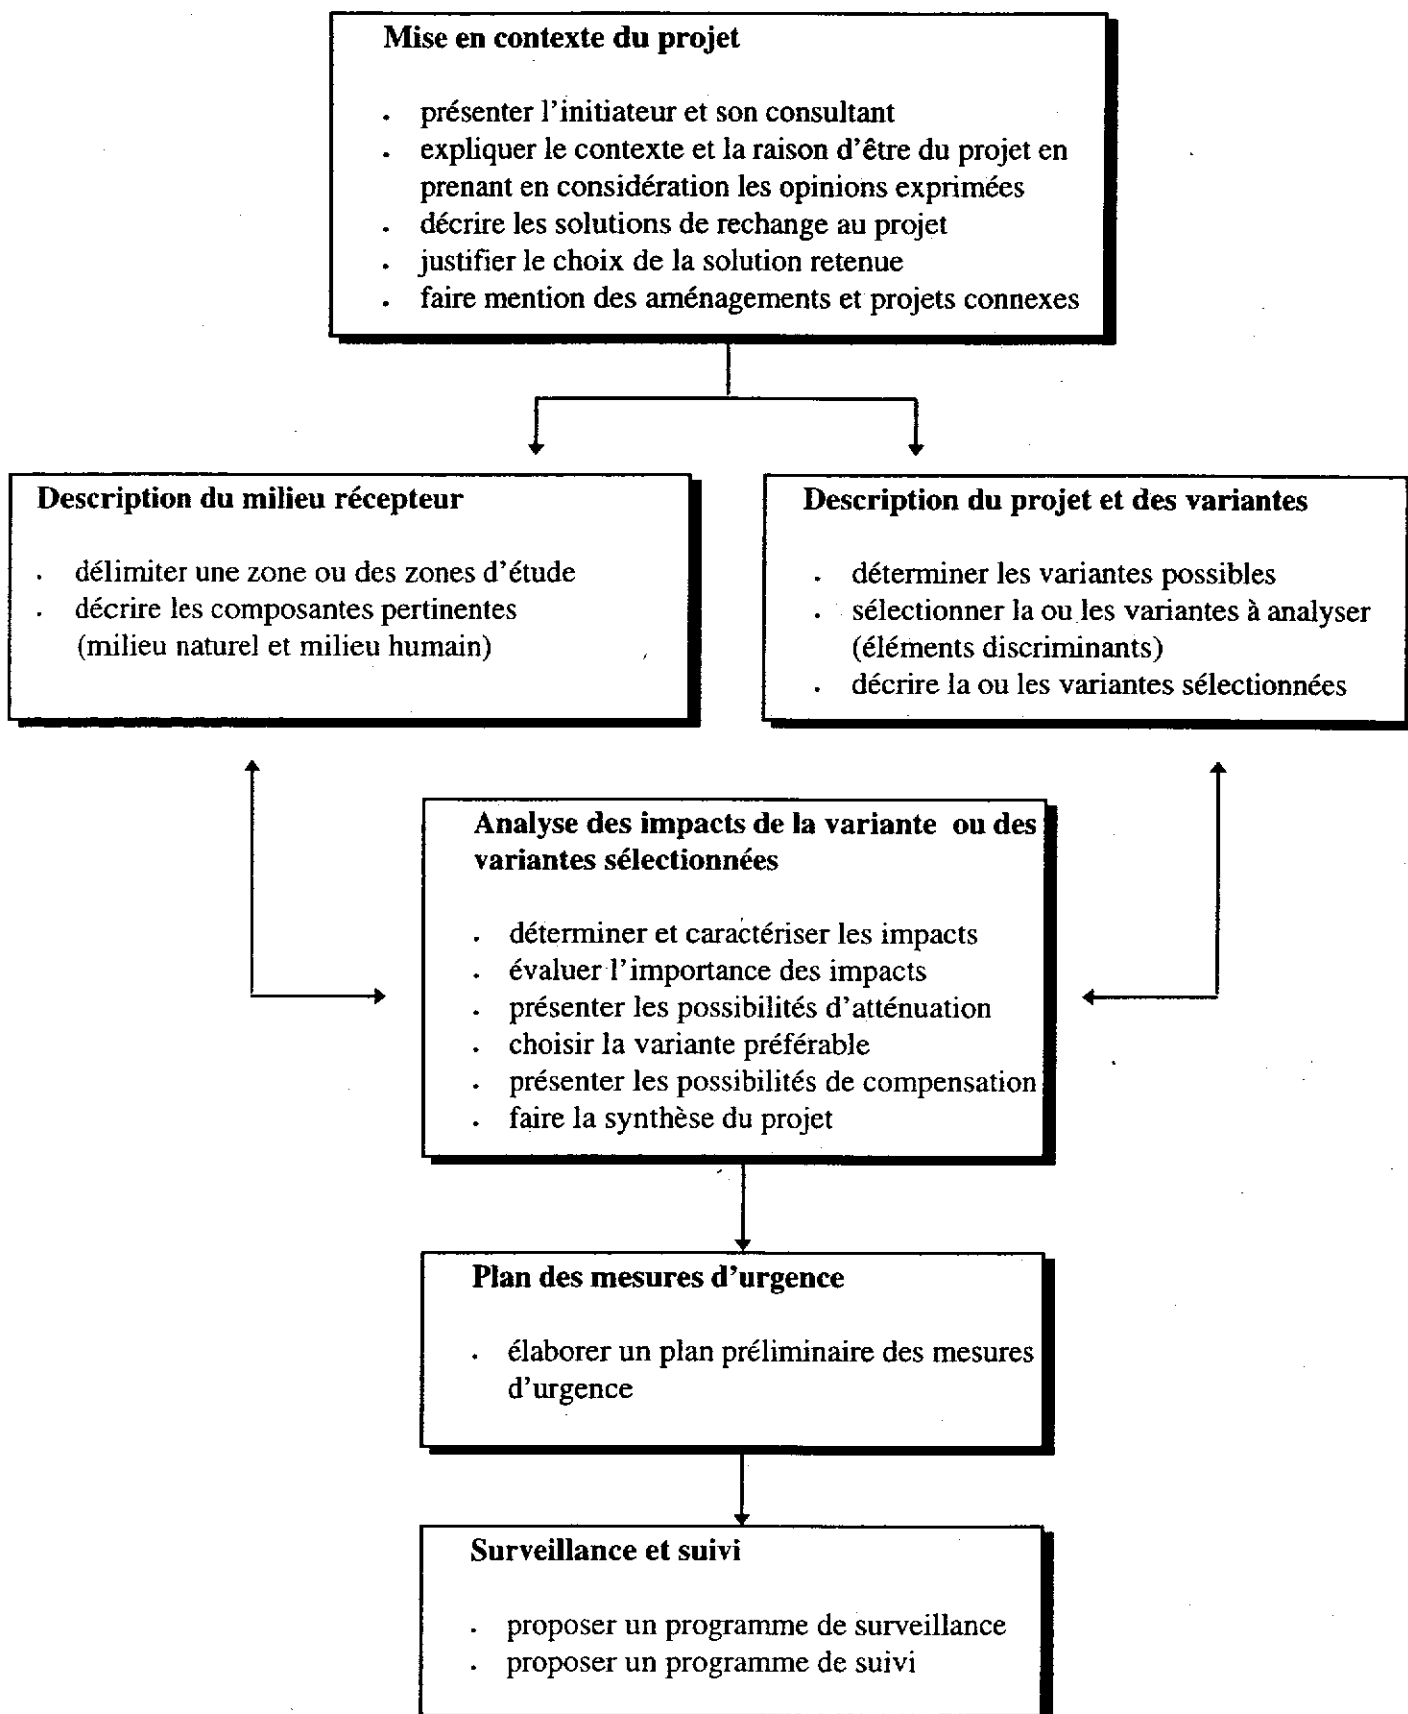 Mise en contexte du projet
. présenter l'initiateur et son consultant
. expliquer le contexte et la raison d'être du projet en
prenant en considération les opinions exprimées
. décrire les solutions de rechange au projet
. justifier le choix de la solution retenue
. faire mention des aménagements et projets connexes
Description du milieu récepteur
. délimiter une zone ou des zones d'étude
. décrire les composantes pertinentes
(milieu naturel et milieu humain)
Description du projet et des variantes
. déterminer les variantes possibles
. sélectionner la ou les variantes à analyser
(éléments discriminants)
. décrire la ou les variantes sélectionnées
Analyse des impacts de la variante ou des
variantes sélectionnées
. déterminer et caractériser les impacts
. évaluer l'importance des impacts
. présenter les possibilités d'atténuation
. choisir la variante préférable
. présenter les possibilités de compensation
. faire la synthèse du projet
Plan des mesures d'urgence
. élaborer un plan préliminaire des mesures
d'urgence
Surveillance et suivi
. proposer un programme de surveillance
. proposer un programme de suivi